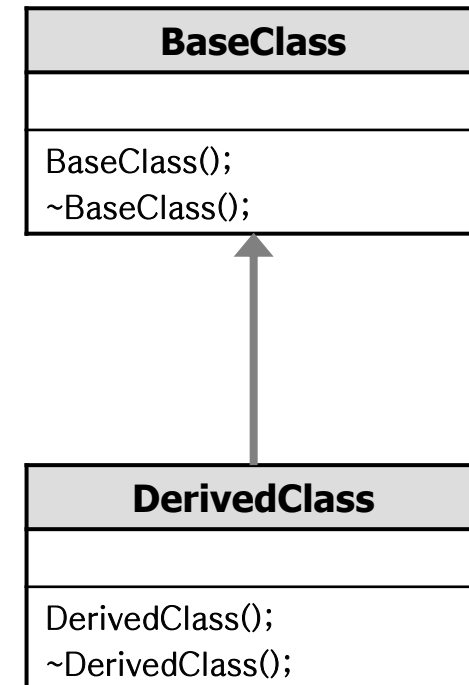 BaseClass
BaseClass();
~BaseClass();
DerivedClass
DerivedClass();
~DerivedClass();